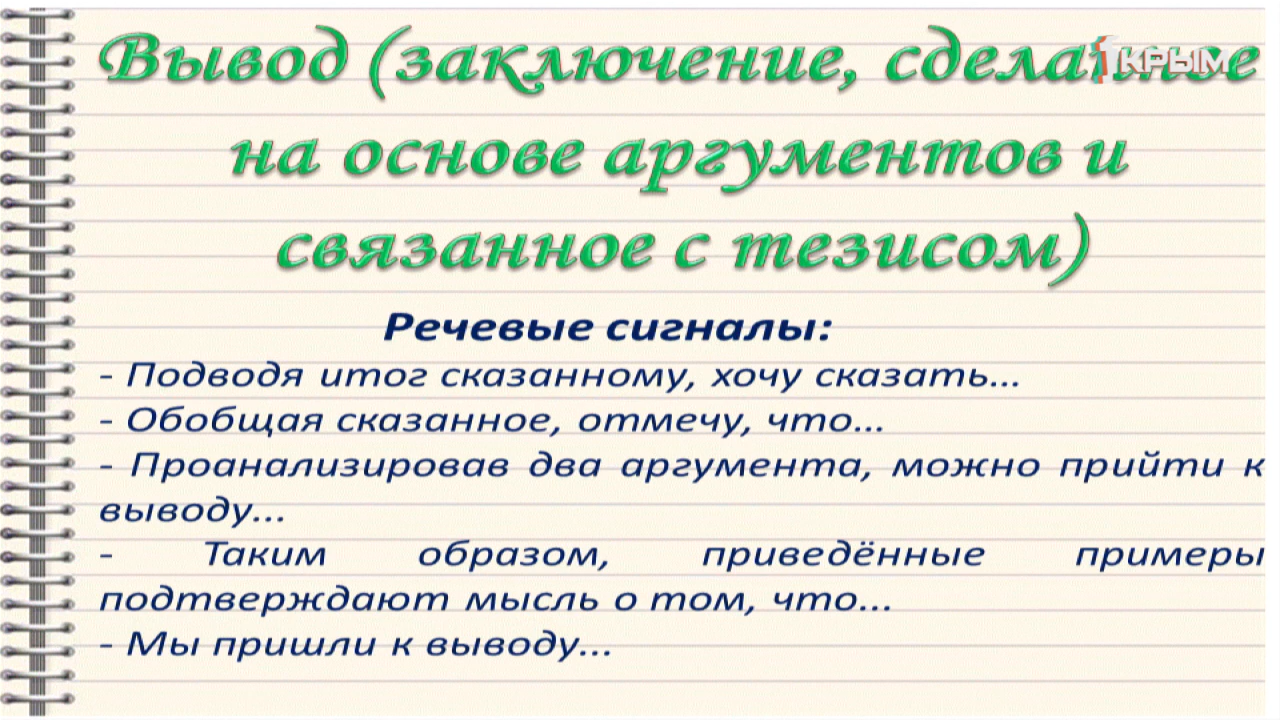 Вывод (заключение, сделанное
1КРЫМ
на основе аргументов и
связанное с тезисом)
Речевые сигналы:
- Подводя итог сказанному, хочу сказать...
- Обобщая сказанное, отмечу, что...
- Проанализировав два аргумента, можно прийти к
выводу...
- Таким образом, приведённые примеры
подтверждают мысль о том, что...
- Мы пришли к выводу...